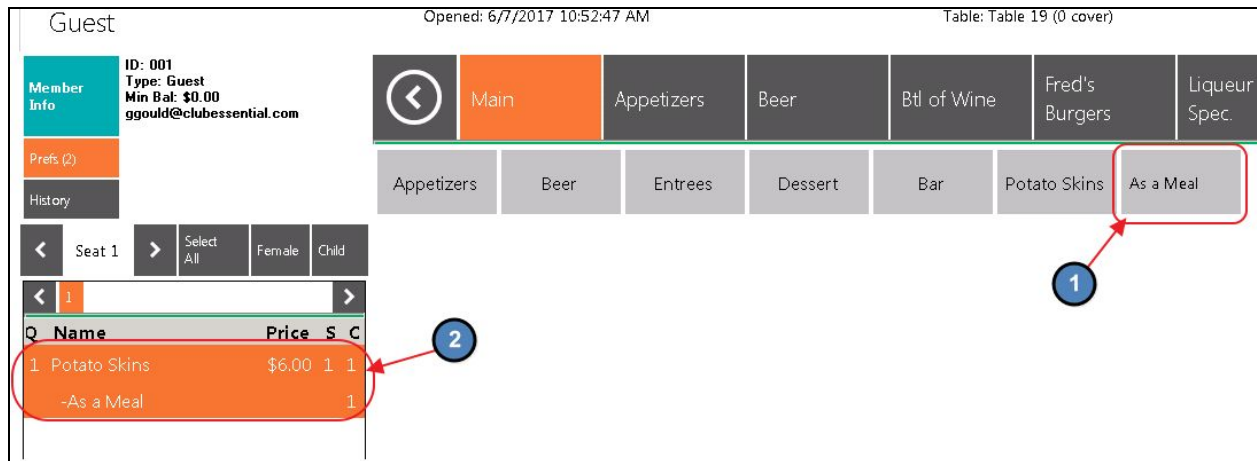 Guest
Opened: 6/7/2017 10:52:47 AM
Table: Table 19 (0 cover)
Member
Info
ID: 001
Type: Guest
Min Bal: $0.00
ggould@clubessential.com
Prefs (2)
History
Main
Appetizers
Beer
Btl of Wine
Fred's
Burgers
Liqueur
Spec.
Appetizers
Beer
Entrees
Dessert
Bar
Potato Skins
As a Meal
1
Seat 1
Select
All
Female
Child
1
Q Name Price S C
1 Potato Skins $6.00 1 1
-As a Meal 1
2